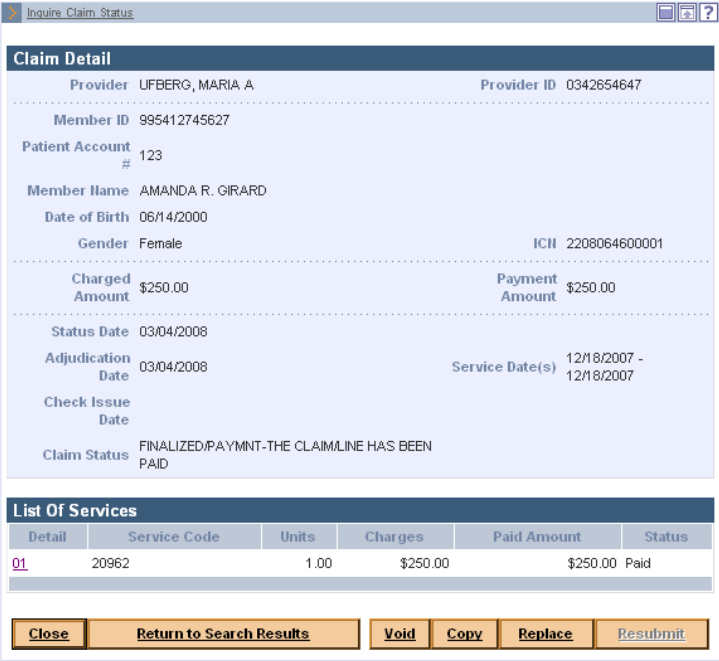 Inquire Claim Status ?
Claim Detail
Provider UFBERG, MARIA A Provider ID 0342654647
Member ID 995412745627
Patient Account # 123
Member Name AMANDA R. GIRARD
Date of Birth 06/14/2000
Gender Female ICN 2208064600001
Charged Amount $250.00 Payment Amount $250.00
Status Date 03/04/2008
Adjudication Date 03/04/2008 Service Date(s) 12/18/2007 - 12/18/2007
Check Issue Date
Claim Status FINALIZED/PAYMNT-THE CLAIM/LINE HAS BEEN PAID
List Of Services
Detail Service Code Units Charges Paid Amount Status
01 20962 1.00 $250.00 $250.00 Paid
Close Return to Search Results Void Copy Replace Resubmit